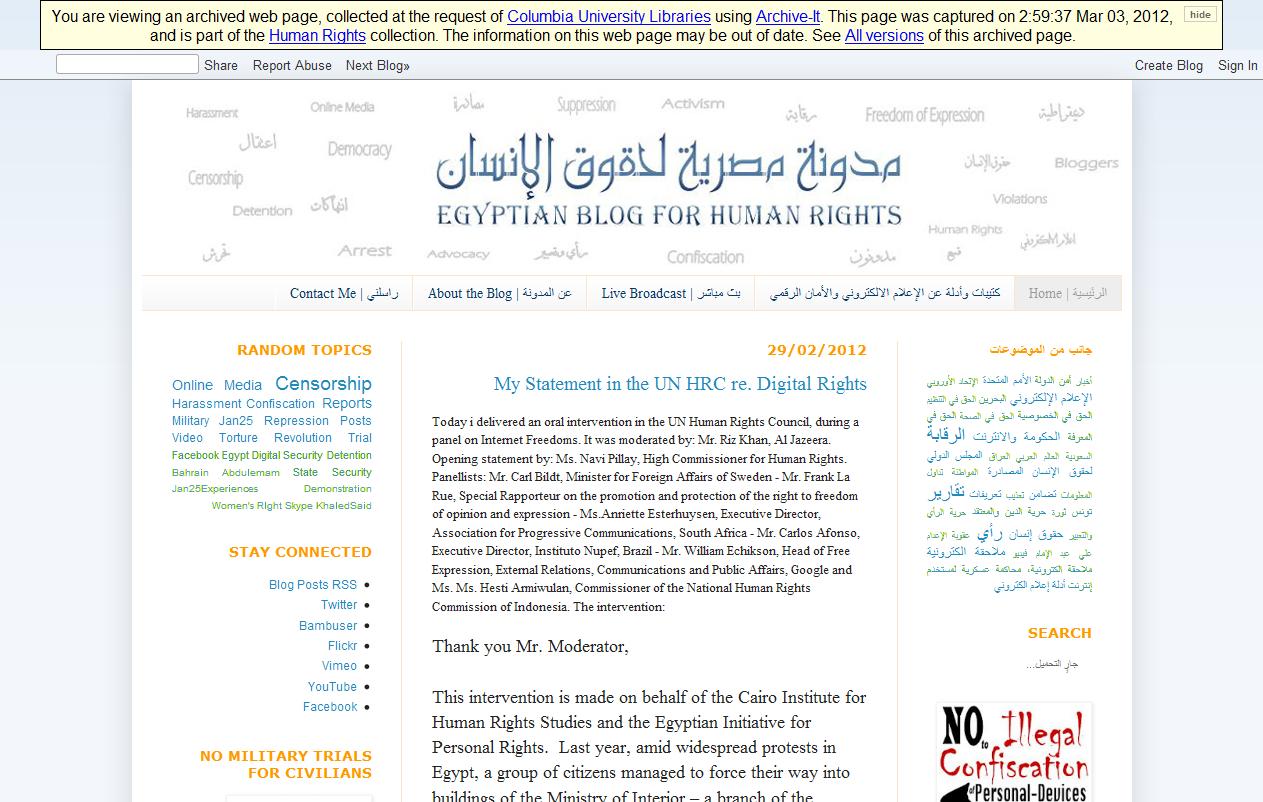 You are viewing an archived web page, collected at the request of Columbia University Libraries using Archive-It. This page was captured on 2:59:37 Mar 03, 2012,
and is part of the Human Rights collection. The information on this web page may be out of date. See All versions of this archived page.
hide
Share Report Abuse Next Blog»
Create Blog Sign In
Harassment Online Media مصادرة Suppression Activism رقابة Freedom of Expression ديمقراطية
اعتقال Democracy حقوق الإنسان Bloggers
Censorship
Detention انتهاكات Violations
مدونة مصرية لحقوق الإنسان
EGYPTIAN BLOG FOR HUMAN RIGHTS
Human Rights
Arrest Advocacy Confiscation مدونون قمع
Contact Me | راسلني
About the Blog | عن المدونة
Live Broadcast | بث مباشر
كتيبات وأدلة عن الإعلام الالكتروني والأمان الرقمي
Home | الرئيسية
RANDOM TOPICS
Online Media Censorship
Harassment Confiscation Reports
Military Jan25 Repression Posts
Video Torture Revolution Trial
Facebook Egypt Digital Security Detention
Bahrain Abdulemam State Security
Jan25Experiences Demonstration
Women's RIght Skype KhaledSaid
STAY CONNECTED
Blog Posts RSS
Twitter
Bambuser
Flickr
Vimeo
YouTube
Facebook
NO MILITARY TRIALS
FOR CIVILIANS
29/02/2012
My Statement in the UN HRC re. Digital Rights
Today i delivered an oral intervention in the UN Human Rights Council, during a
panel on Internet Freedoms. It was moderated by: Mr. Riz Khan, Al Jazeera.
Opening statement by: Ms. Navi Pillay, High Commissioner for Human Rights.
Panellists: Mr. Carl Bildt, Minister for Foreign Affairs of Sweden - Mr. Frank La
Rue, Special Rapporteur on the promotion and protection of the right to freedom
of opinion and expression - Ms.Anriette Esterhuysen, Executive Director,
Association for Progressive Communications, South Africa - Mr. Carlos Afonso,
Executive Director, Instituto Nupef, Brazil - Mr. William Echikson, Head of Free
Expression, External Relations, Communications and Public Affairs, Google and
Ms. Ms. Hesti Armiwulan, Commissioner of the National Human Rights
Commission of Indonesia. The intervention:
Thank you Mr. Moderator,
This intervention is made on behalf of the Cairo Institute for
Human Rights Studies and the Egyptian Initiative for
Personal Rights. Last year, amid widespread protests in
Egypt, a group of citizens managed to force their way into
buildings of the Ministry of Interior – a branch of the
جانب من الموضوعات
أخبار أمن الدولة الأمم المتحدة الإتحاد الأوروبي
الإعلام الإلكتروني البحرين الحق في التنظيم
الحق في الخصوصية الحق في الصحة الحق في
المعرفة الحكومة والانترنت الرقابة
السعودية العالم العربي العراق المجلس الدولي
لحقوق الإنسان المصادرة المواطنة تداول
المعلومات تضامن تعذيب تعريفات تقارير
تونس ثورة حرية الدين والمعتقد حرية الرأي
والتعبير حقوق إنسان رأي عقوبة الإعدام
علي عبد الإمام فيديو ملاحقة الكترونية
ملاحقة الكترونية، محاكمة عسكرية لمستخدم
إنترنت أدلة إعلام الكتروني
SEARCH
جارٍ التحميل...
NO to Illegal
Confiscation
of Personal-Devices